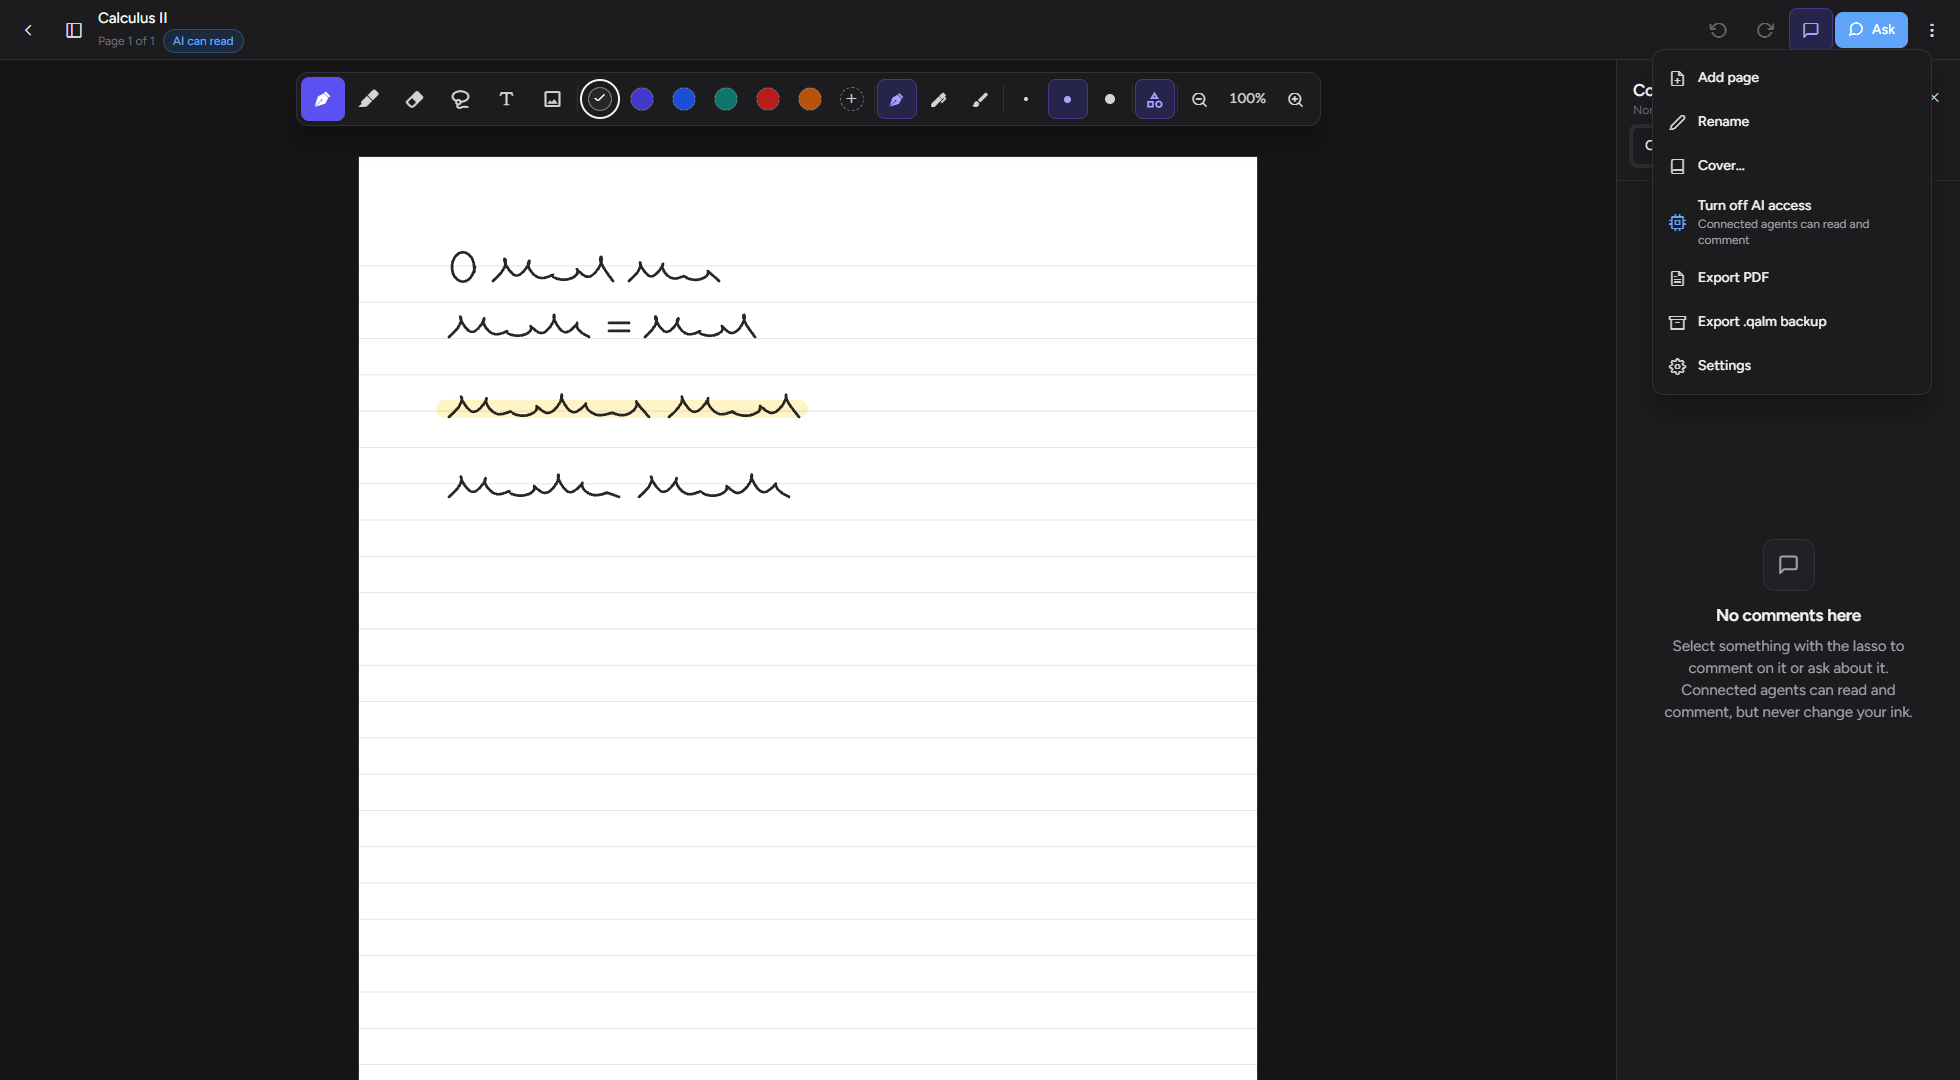 Calculus II
Page 1 of 1 AI can read
Ask
T
100%
Add page
Rename
Cover...
Turn off AI access
Connected agents can read and
comment
Export PDF
Export .qalm backup
Settings
0
=
No comments here
Select something with the lasso to
comment on it or ask about it.
Connected agents can read and
comment, but never change your ink.